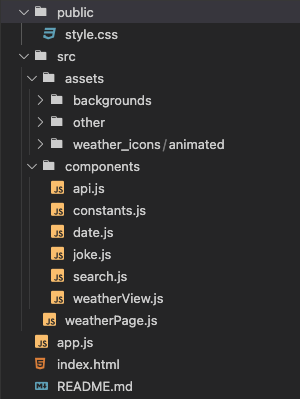 public
style.css
src
assets
backgrounds
other
weather_icons/animated
components
JS api.js
JS constants.js
JS date.js
JS joke.js
JS search.js
JS weatherView.js
JS weatherPage.js
JS app.js
index.html
README.md